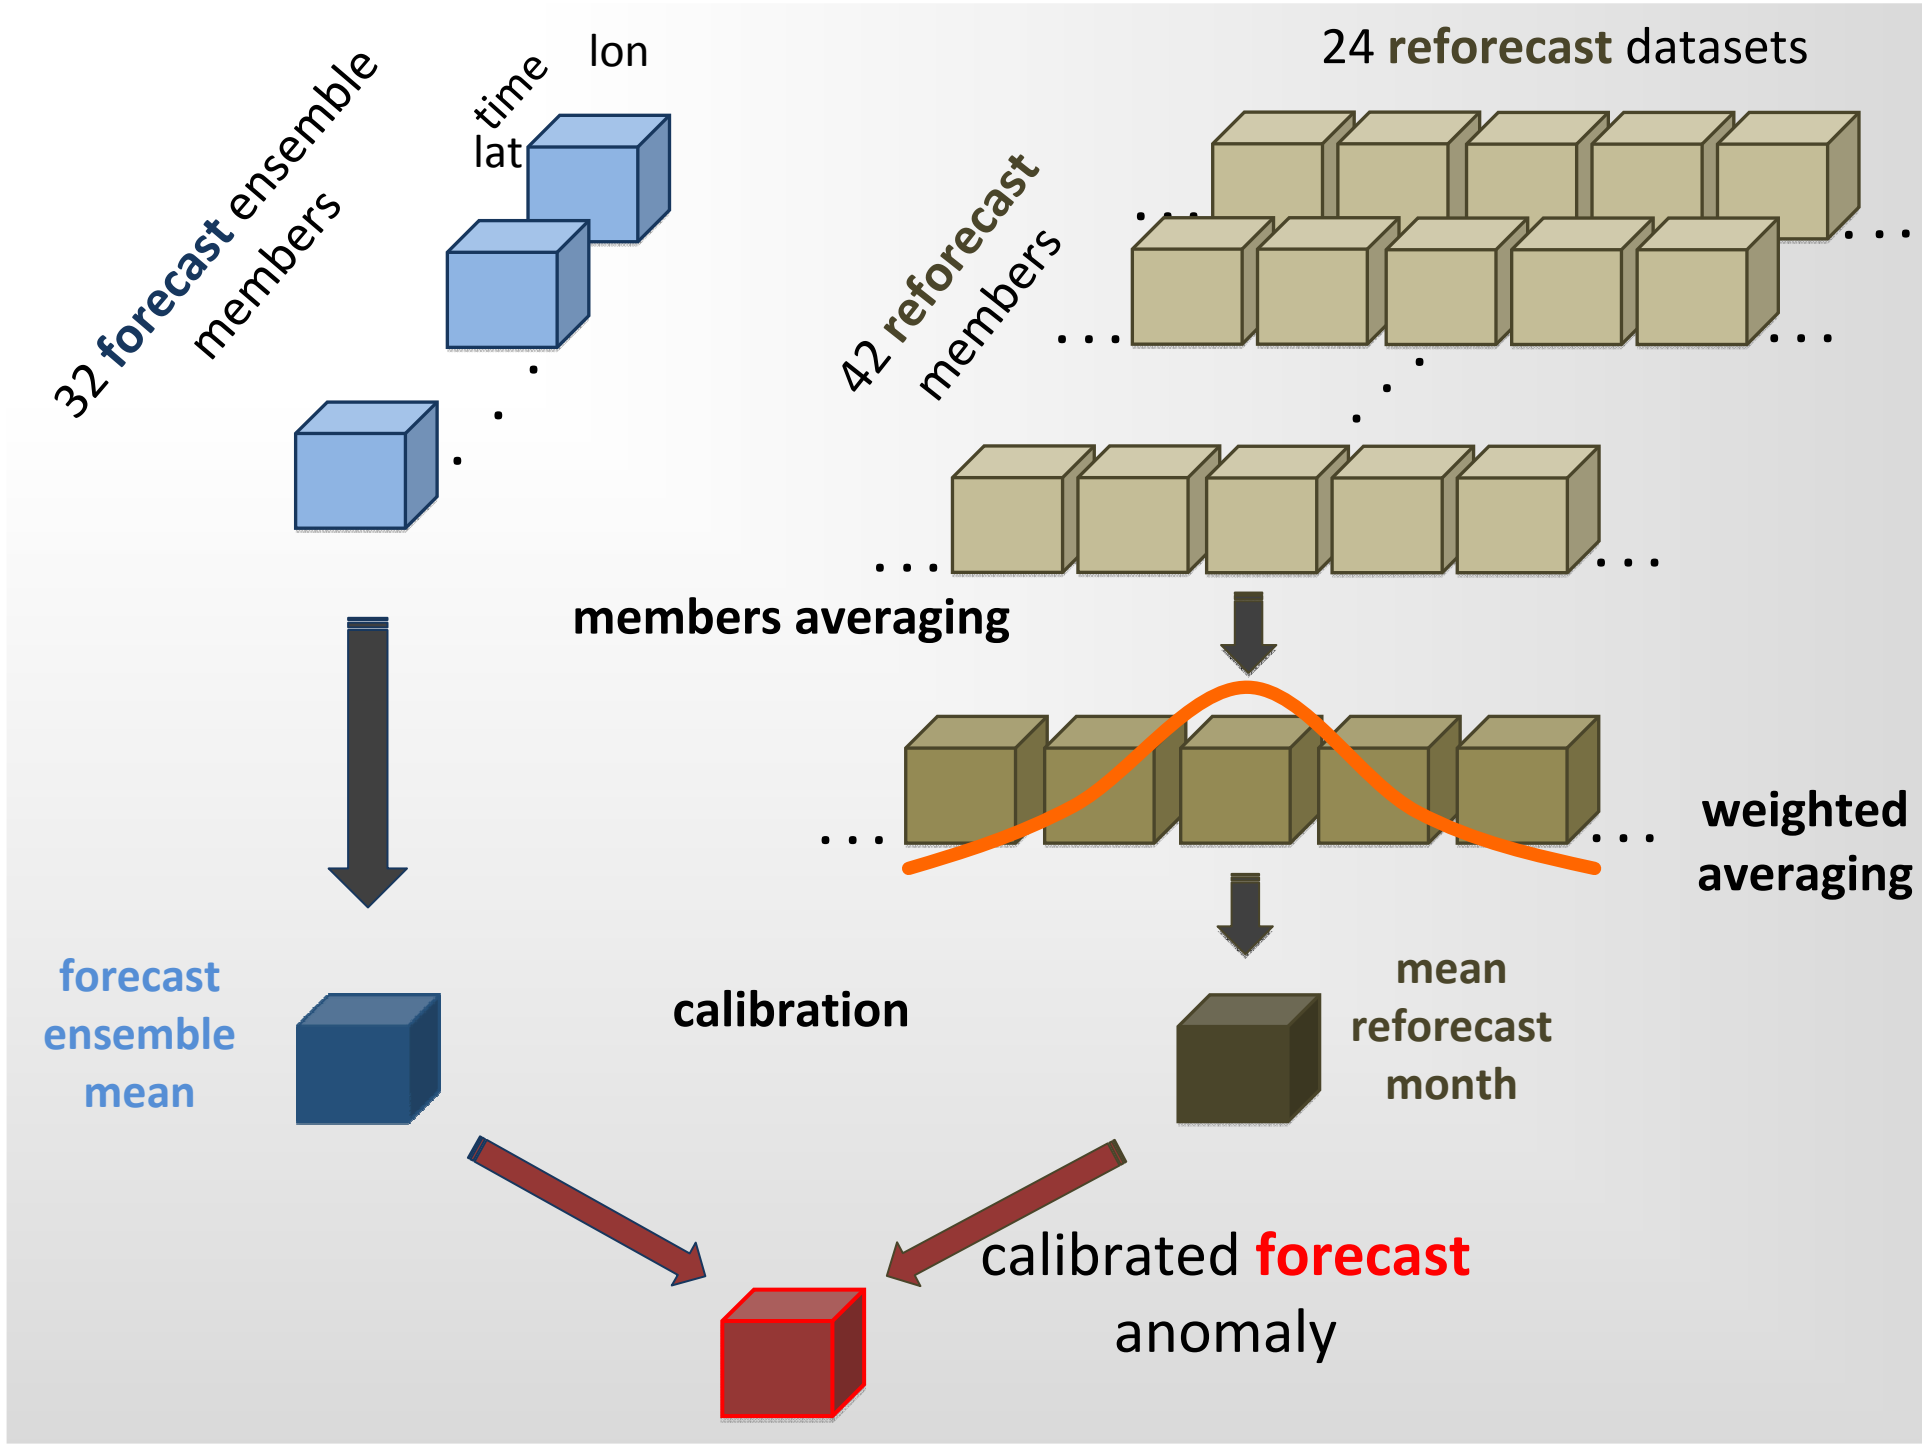 32 forecast ensemble
members
time
lon
lat
24 reforecast datasets
42 reforecast
members
members averaging
weighted
averaging
forecast
ensemble
mean
calibration
mean
reforecast
month
calibrated forecast
anomaly